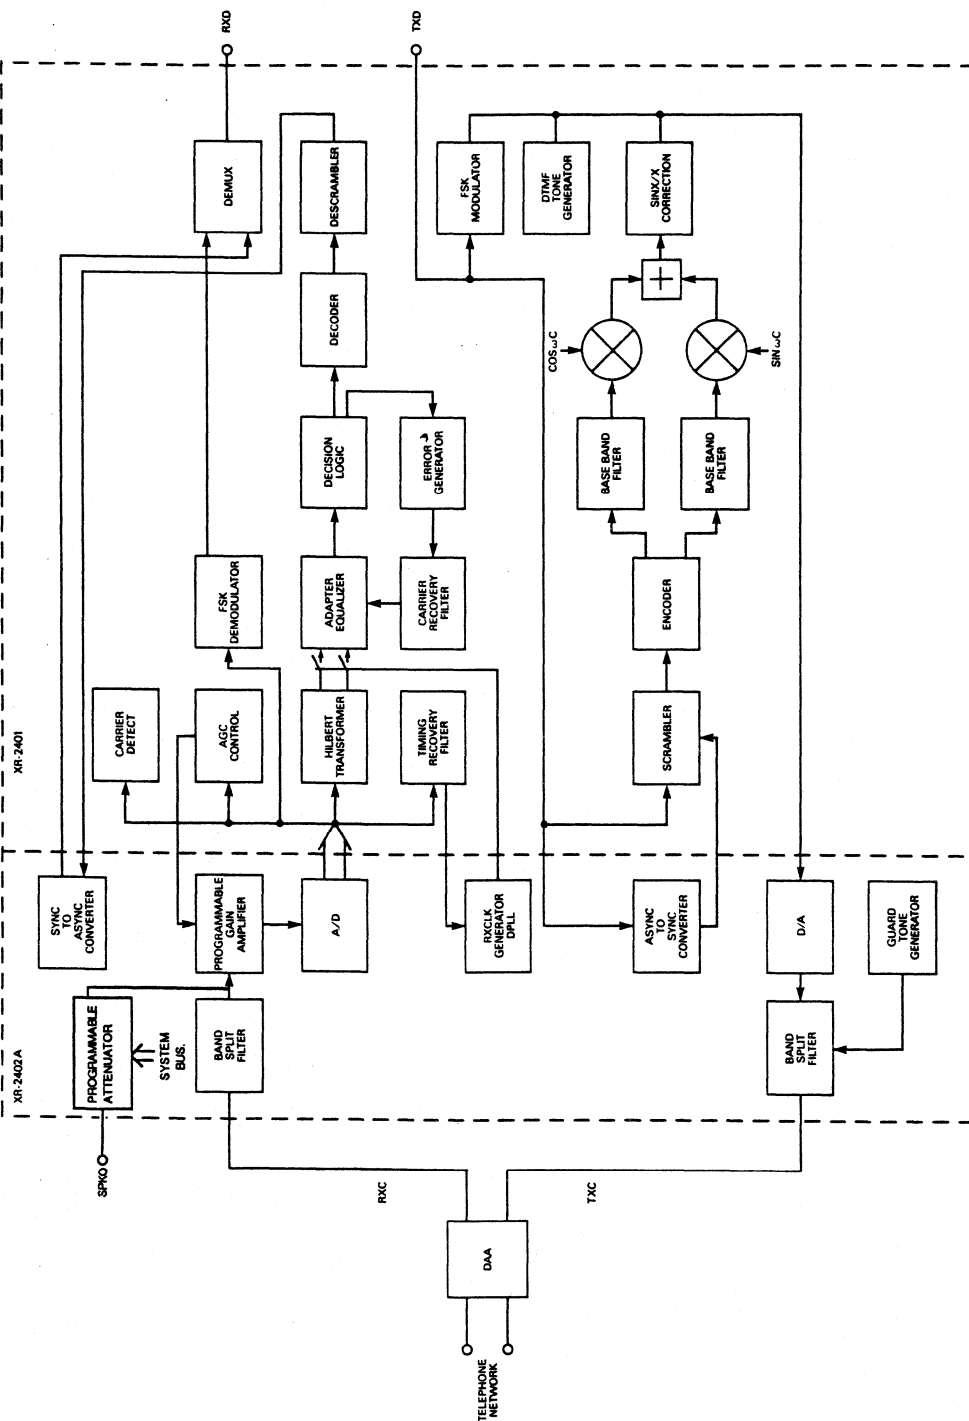 XR-2402A
XR-2401
TELEPHONE
NETWORK
DAA
RXC
TXC
SPKO
PROGRAMMABLE
ATTENUATOR
SYSTEM
BUS.
BAND
SPLIT
FILTER
SYNC
TO
ASYNC
CONVERTER
PROGRAMMABLE
GAIN
AMPLIFIER
A/D
CARRIER
DETECT
AGC
CONTROL
HILBERT
TRANSFORMER
TIMING
RECOVERY
FILTER
RXCLK
GENERATOR
DPLL
FSK
DEMODULATOR
ADAPTER
EQUALIZER
CARRIER
RECOVERY
FILTER
DECISION
LOGIC
ERROR
GENERATOR
DECODER
DESCRAMBLER
DEMUX
RXD
TXD
FSK
MODULATOR
DTMF
TONE
GENERATOR
SINX/X
CORRECTION
+
COS ωC
SIN ωC
BASE BAND
FILTER
BASE BAND
FILTER
ENCODER
SCRAMBLER
ASYNC
TO
SYNC
CONVERTER
D/A
GUARD
TONE
GENERATOR
BAND
SPLIT
FILTER